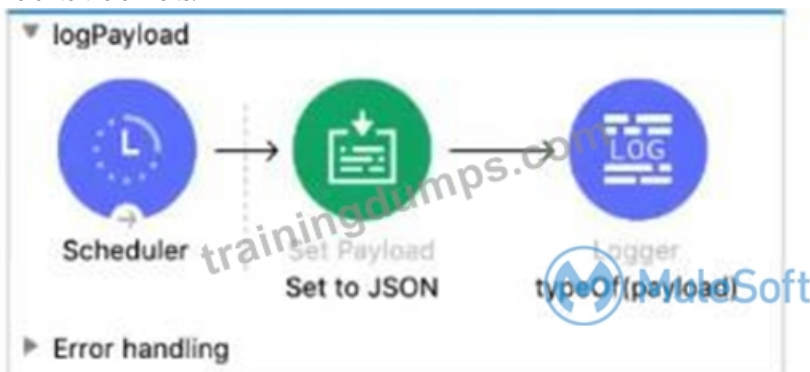 logPayload
LOG
Scheduler
Set Payload
Logger
Set to JSON
typeOf(payload)
MuleSoft
trainingdumps.com
Error handling